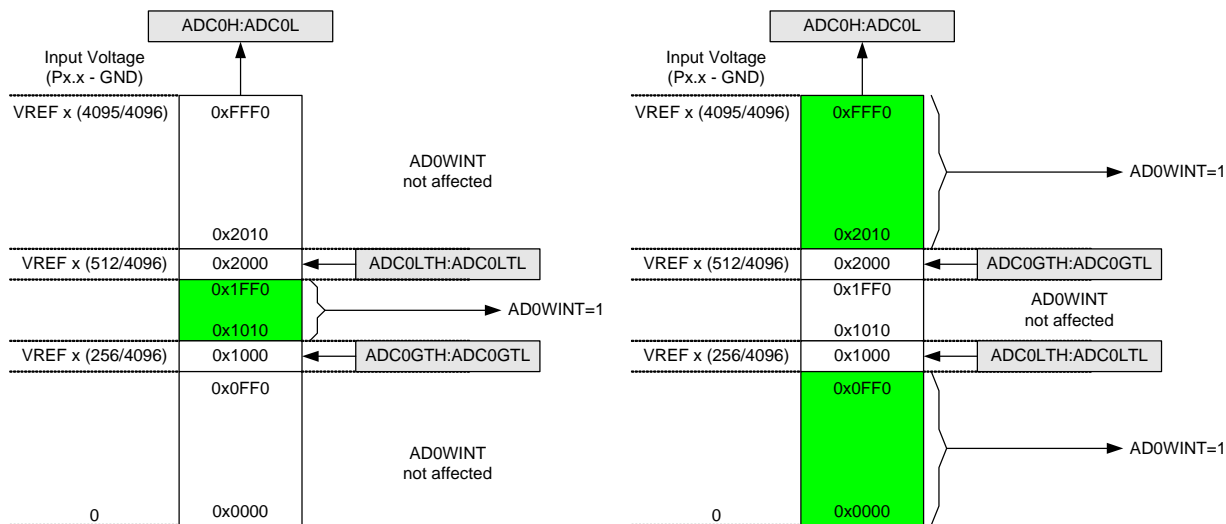 ADC0H:ADC0L
Input Voltage
(Px.x - GND)
VREF x (4095/4096)
0xFFF0
AD0WINT
not affected
0x2010
VREF x (512/4096)
0x2000
ADC0LTH:ADC0LTL
0x1FF0
AD0WINT=1
0x1010
VREF x (256/4096)
0x1000
ADC0GTH:ADC0GTL
0x0FF0
AD0WINT
not affected
0
0x0000
ADC0H:ADC0L
Input Voltage
(Px.x - GND)
VREF x (4095/4096)
0xFFF0
AD0WINT=1
0x2010
VREF x (512/4096)
0x2000
ADC0GTH:ADC0GTL
0x1FF0
AD0WINT
not affected
0x1010
VREF x (256/4096)
0x1000
ADC0LTH:ADC0LTL
0x0FF0
AD0WINT=1
0
0x0000